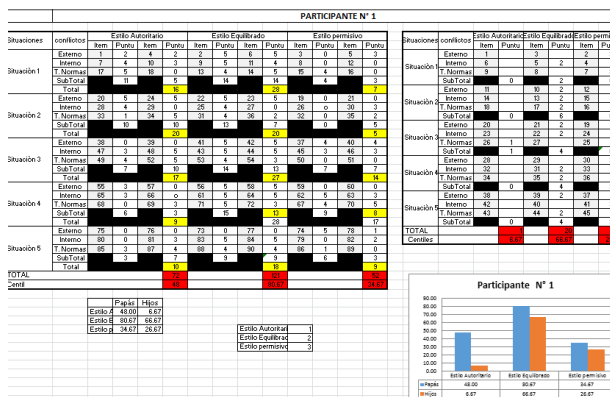 PARTICIPANTE N° 1
Situaciones conflictos Estilo Autoritario Estilo Equilibrado Estilo permisivo
Item Puntu Item Puntu Item Puntu Item Puntu Item Puntu Item Puntu
Situaciòn 1
Externo 1 2 4 2 2 5 6 5 3 0 5 3
Interno 7 4 10 3 9 5 11 4 8 0 12 0
T. Normas 17 5 18 0 13 4 14 5 15 4 16 0
SubTotal 11 5 14 14 4 3
Total 16 28 7
Situaciòn 2
Externo 20 5 24 5 22 5 23 5 19 0 21 0
Interno 28 4 29 0 25 4 27 0 26 0 30 3
T. Normas 33 1 34 5 31 4 36 2 32 0 35 2
SubTotal 10 10 13 7 0 5
Total 20 20 5
Situaciòn 3
Externo 38 0 39 0 41 5 42 5 37 4 40 4
Interno 47 3 48 5 43 5 44 5 45 3 46 3
T. Normas 49 4 52 5 53 4 54 3 50 0 51 0
SubTotal 7 10 14 13 7 7
Total 17 27 14
Situaciòn 4
Externo 55 3 57 0 56 5 58 5 59 0 60 0
Interno 65 3 66 o 61 5 64 5 62 5 63 3
T. Normas 68 0 69 3 71 5 72 3 67 4 70 5
SubTotal 6 3 15 13 9 8
Total 9 28 17
Situaciòn 5
Externo 75 0 76 0 73 0 77 0 74 5 78 1
Interno 80 0 81 3 83 5 84 5 79 0 82 2
T. Normas 85 3 87 4 88 4 90 4 86 1 89 0
SubTotal 3 7 9 9 6 3
Total 10 18 9
TOTAL 72 121 52
Centil 48 80.67 34.67
Situaciones conflictos Estilo Autoritario Estilo Equilibrado Estilo permi
Item Puntu Item Puntu Item Pu
Situaciòn 1
Externo 1 3 2
Interno 6 5 2 4
T. Normas 9 8 7
SubTotal 0 2
Situaciòn 2
Externo 11 10 2 12
Interno 14 13 2 15
T. Normas 18 17 2 16
SubTotal 0 6
Situaciòn 3
Externo 20 21 2 19
Interno 23 22 2 24
T. Normas 26 1 27 25
SubTotal 1 4
Situaciòn 4
Externo 28 29 30
Interno 32 31 2 33
T. Normas 34 35 2 36
SubTotal 0 4
Situaciòn 5
Externo 38 39 2 37
Interno 42 40 41
T. Normas 43 44 2 45
SubTotal 0 4
TOTAL 1 20
Centiles 6.67 66.67
Papás Hijos
Estilo A 48.00 6.67
Estilo E 80.67 66.67
Estilo p 34.67 26.67
Estilo Autoritari 1
Estilo Equilibrac 2
Estilo permisivo 3
Participante N° 1
90.00
80.00
70.00
60.00
50.00
40.00
30.00
20.00
10.00
0.00
Estilo Autoritario Estilo Equilibrado Estilo permisivo
Papás 48.00 80.67 34.67
Hijos 6.67 66.67 26.67